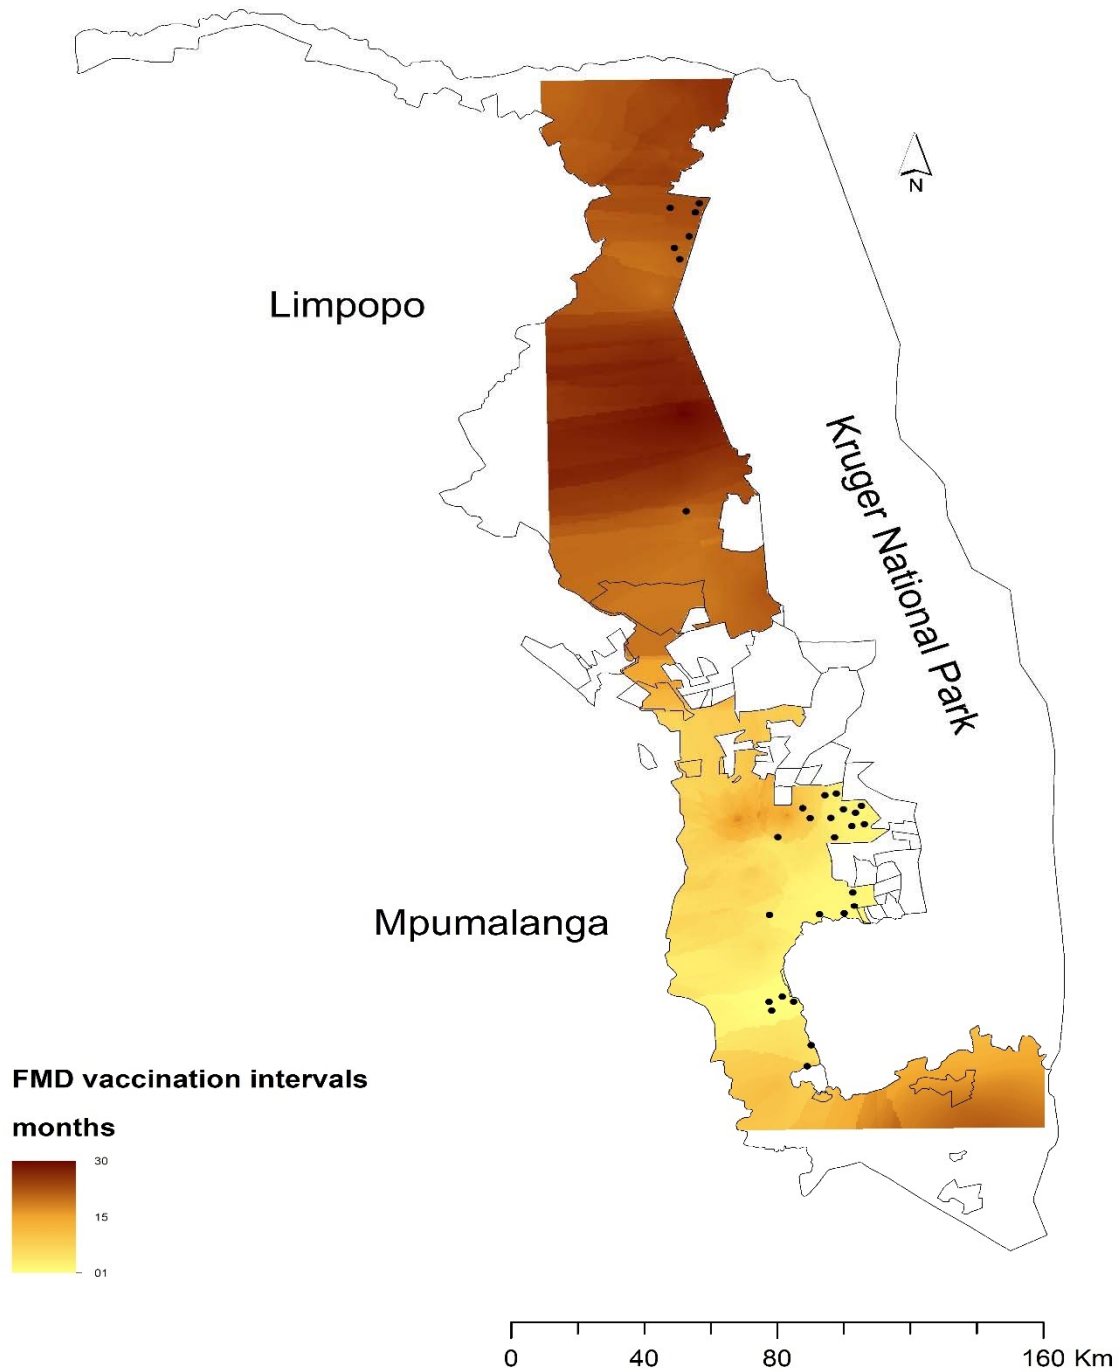 N
Limpopo
Kruger National Park
Mpumalanga
FMD vaccination intervals
months
30
15
01
0 40 80 160 Km